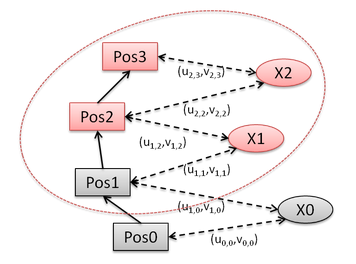 Pos3
(u2,3,v2,3)
X2
Pos2
(u2,2,v2,2)
(u1,2,v1,2)
X1
Pos1
(u1,1,v1,1)
(u1,0,v1,0)
X0
Pos0
(u0,0,v0,0)